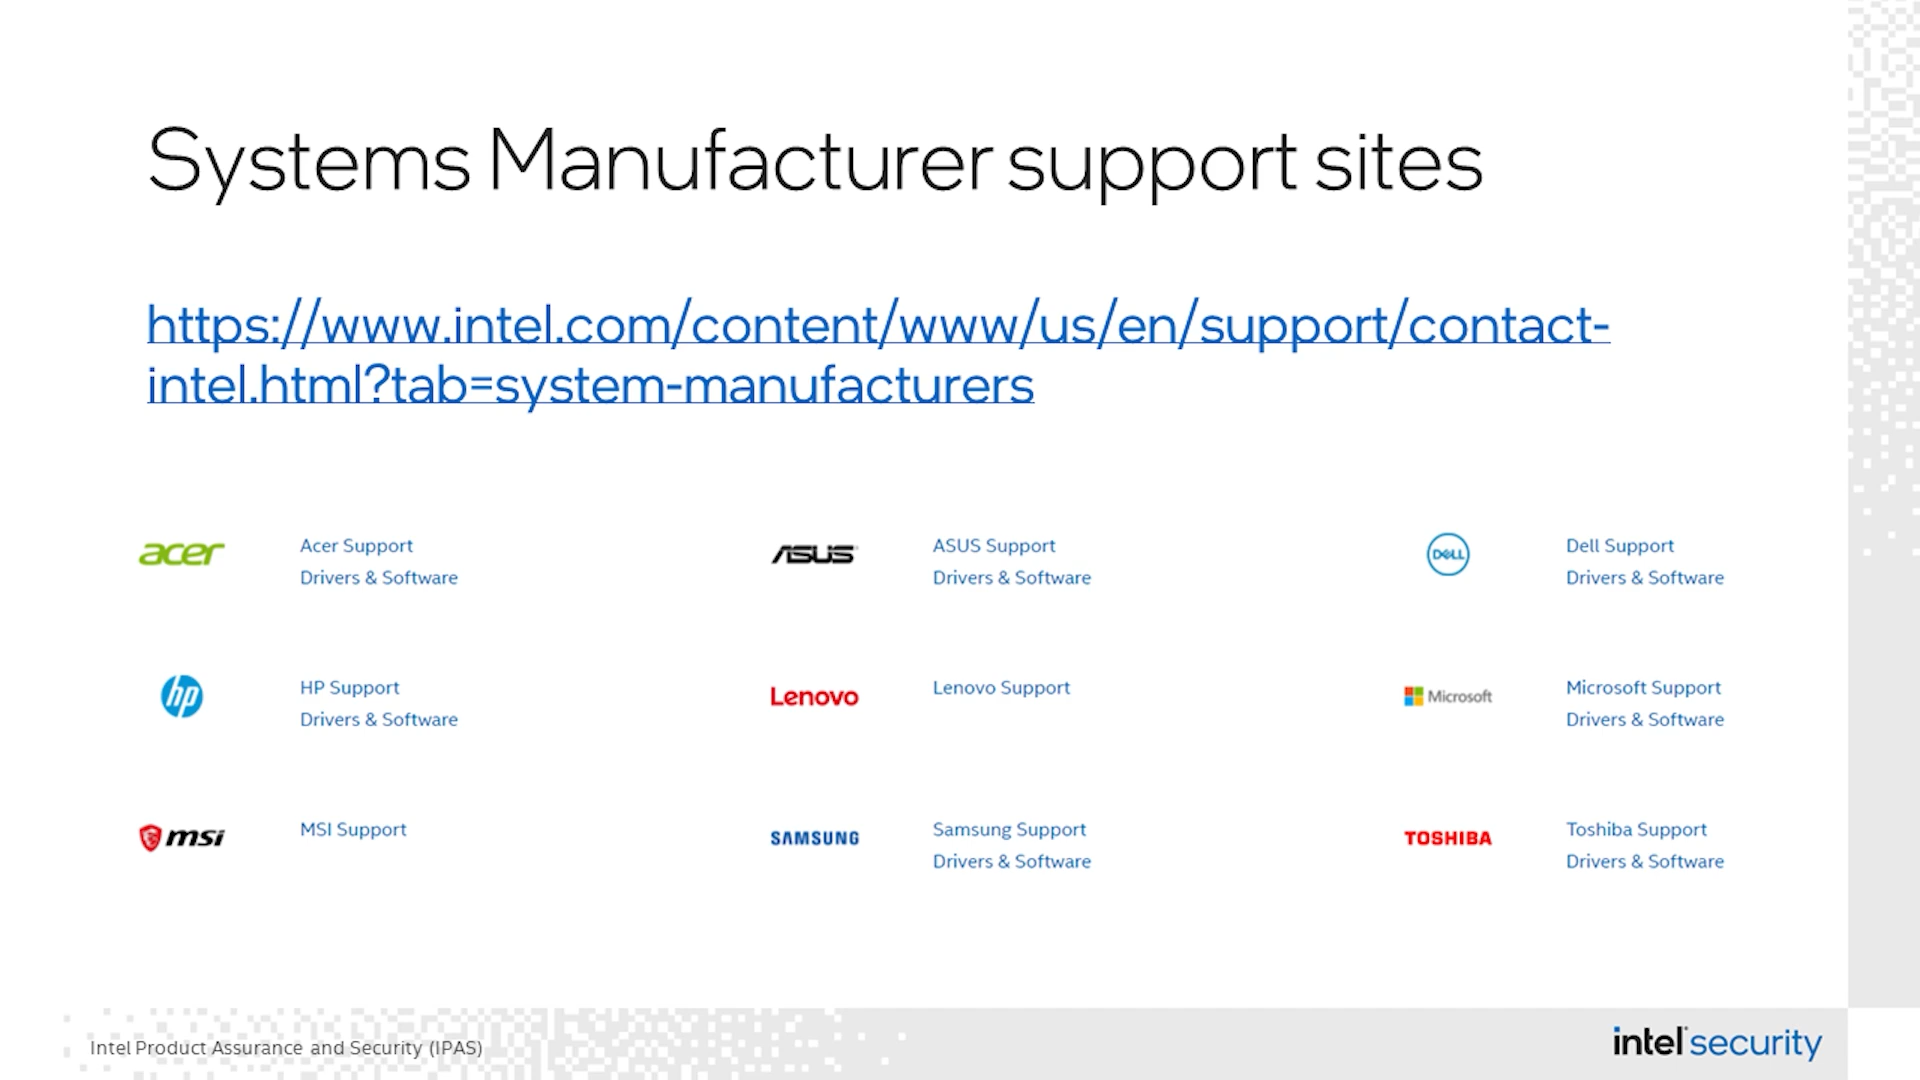 Systems Manufacturer support sites
https://www.intel.com/content/www/us/en/support/contact-
intel.html?tab=system-manufacturers
acer
Acer Support
Drivers & Software
ASUS
ASUS Support
Drivers & Software
DELL
Dell Support
Drivers & Software
hp
HP Support
Drivers & Software
Lenovo
Lenovo Support
Microsoft
Microsoft Support
Drivers & Software
msi
MSI Support
SAMSUNG
Samsung Support
Drivers & Software
TOSHIBA
Toshiba Support
Drivers & Software
Intel Product Assurance and Security (IPAS)
intel security